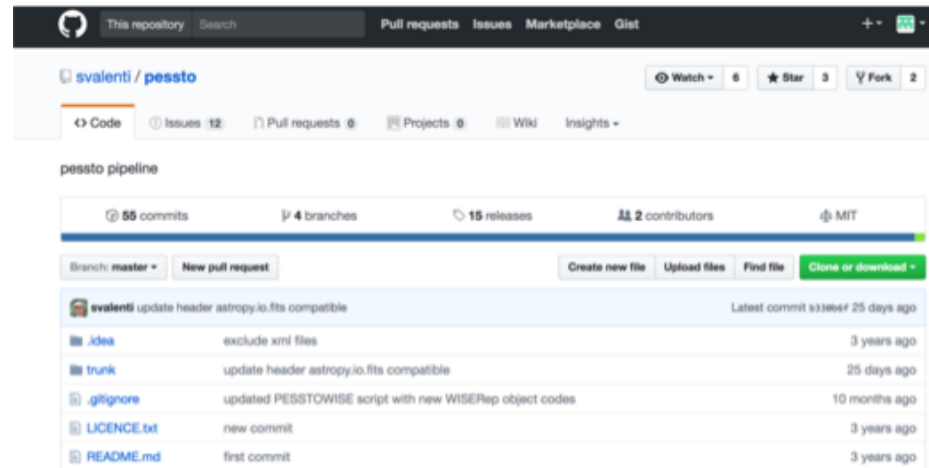 This repository Search Pull requests Issues Marketplace Gist
svalenti / pessto Watch 6 Star 3 Fork 2
Code Issues 12 Pull requests 0 Projects 0 Wiki Insights
pessto pipeline
55 commits 4 branches 15 releases 2 contributors MIT
Branch: master New pull request Create new file Upload files Find file Clone or download
svalenti update header astropy.io.fits compatible Latest commit 25 days ago
.idea exclude xml files 3 years ago
trunk update header astropy.io.fits compatible 25 days ago
.gitignore updated PESSTOWISE script with new WISERep object codes 10 months ago
LICENCE.txt new commit 3 years ago
README.md first commit 3 years ago